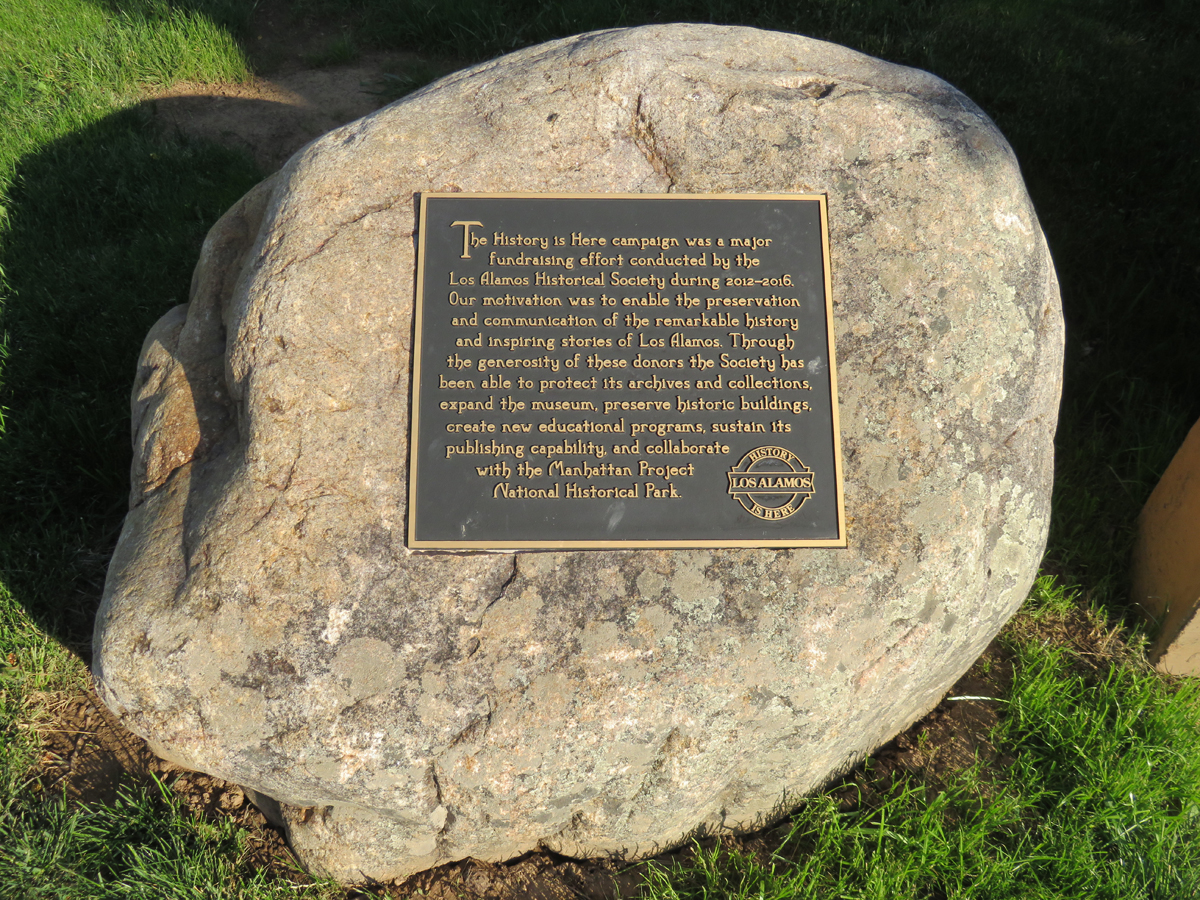 The History is Here campaign was a major
fundraising effort conducted by the
Los Alamos Historical Society during 2012–2016.
Our motivation was to enable the preservation
and communication of the remarkable history
and inspiring stories of Los Alamos. Through
the generosity of these donors the Society has
been able to protect its archives and collections,
expand the museum, preserve historic buildings,
create new educational programs, sustain its
publishing capability, and collaborate
with the Manhattan Project
National Historical Park.
HISTORY
LOS ALAMOS
IS HERE